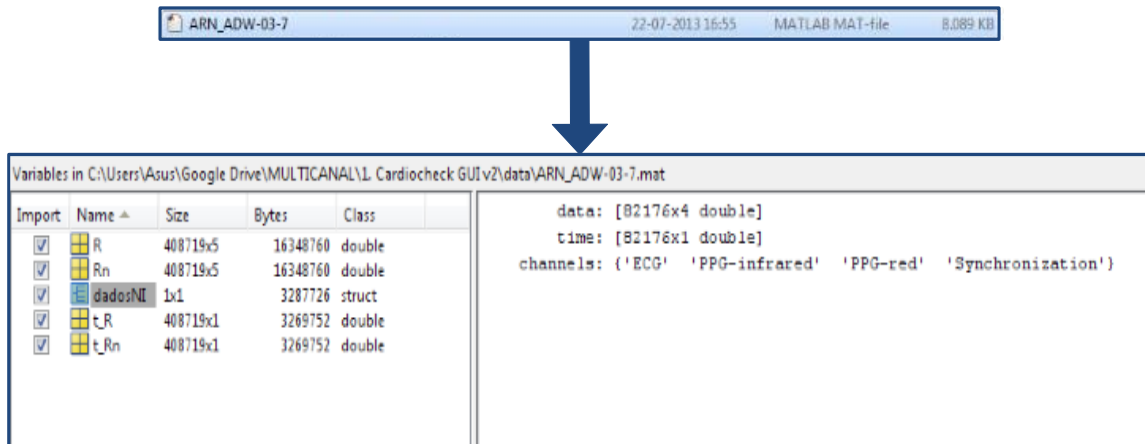 ARN_ADW-03-7 22-07-2013 16:55 MATLAB MAT-file 8.089 KB
Variables in C:\Users\Asus\Google Drive\MULTICANAL\1. Cardiocheck GUI v2\data\ARN_ADW-03-7.mat
Import Name Size Bytes Class
R 408719x5 16348760 double
Rn 408719x5 16348760 double
dadosNI 1x1 3287726 struct
t_R 408719x1 3269752 double
t_Rn 408719x1 3269752 double
data: [82176x4 double]
time: [82176x1 double]
channels: {'ECG' 'PPG-infrared' 'PPG-red' 'Synchronization'}